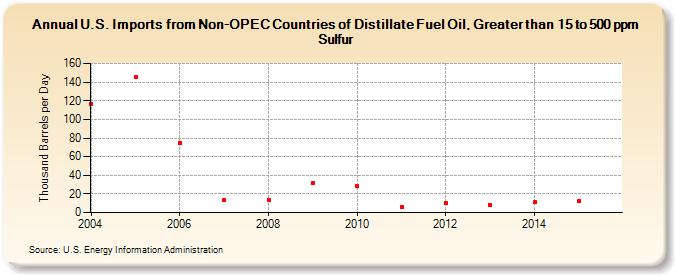 Annual U.S. Imports from Non-OPEC Countries of Distillate Fuel Oil, Greater than 15 to 500 ppm
Sulfur
Thousand Barrels per Day
160
140
120
100
80
60
40
20
0
2004 2006 2008 2010 2012 2014
Source: U.S. Energy Information Administration